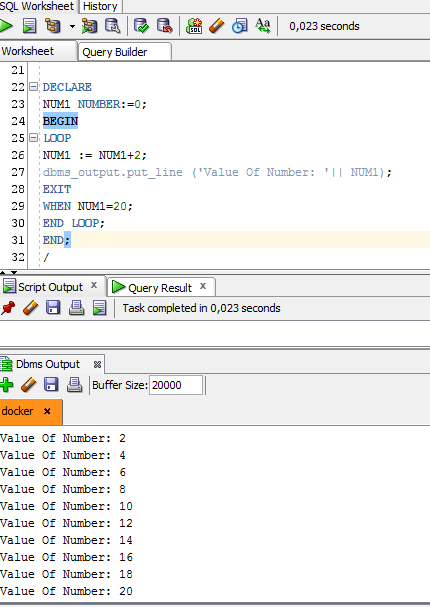 SQL Worksheet History
0,023 seconds
Worksheet Query Builder
21
22 DECLARE
23 NUM1 NUMBER:=0;
24 BEGIN
25 LOOP
26 NUM1 := NUM1+2;
27 dbms_output.put_line ('Value Of Number: '|| NUM1);
28 EXIT
29 WHEN NUM1=20;
30 END LOOP;
31 END;
32 /
Script Output x Query Result x
Task completed in 0,023 seconds
Dbms Output
Buffer Size: 20000
docker
Value Of Number: 2
Value Of Number: 4
Value Of Number: 6
Value Of Number: 8
Value Of Number: 10
Value Of Number: 12
Value Of Number: 14
Value Of Number: 16
Value Of Number: 18
Value Of Number: 20